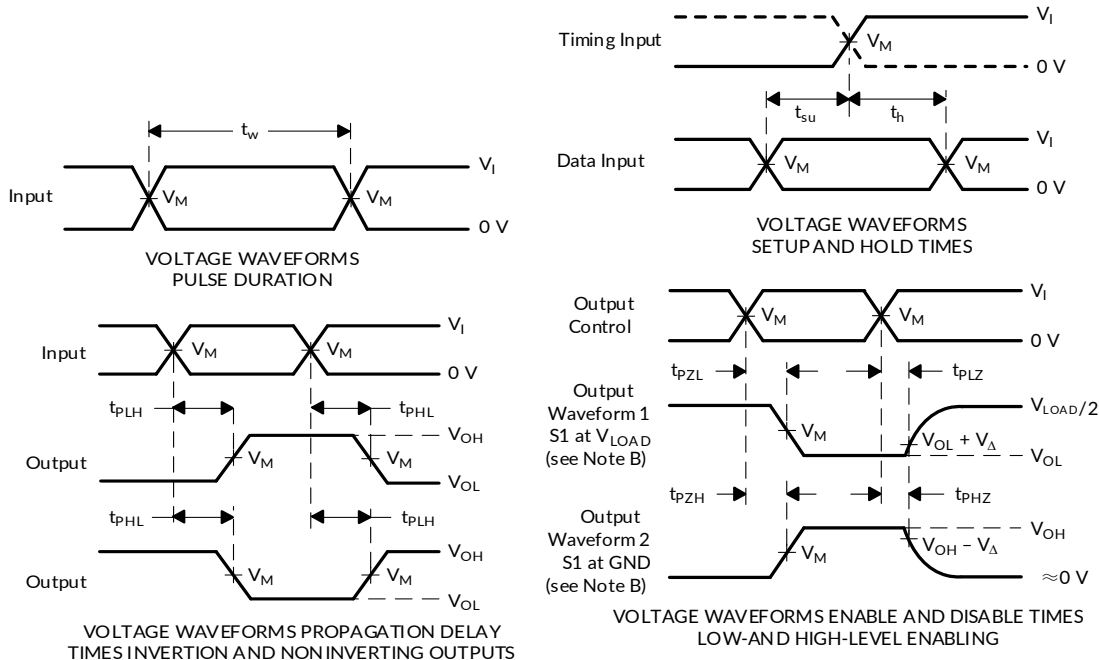 t_w
V_I
Input
V_M
V_M
0 V
VOLTAGE WAVEFORMS
PULSE DURATION
V_I
Timing Input
V_M
0 V
t_su
t_h
V_I
Data Input
V_M
V_M
0 V
VOLTAGE WAVEFORMS
SETUP AND HOLD TIMES
V_I
Input
V_M
V_M
0 V
t_PLH
t_PHL
V_OH
Output
V_M
V_M
V_OL
t_PHL
t_PLH
V_OH
Output
V_M
V_M
V_OL
VOLTAGE WAVEFORMS PROPAGATION DELAY
TIMES INVERTION AND NONINVERTING OUTPUTS
V_I
Output
Control
V_M
V_M
0 V
t_PZL
t_PLZ
Output
Waveform 1
S1 at V_LOAD
(see Note B)
V_LOAD/2
V_M
V_OL + V_Δ
V_OL
t_PZH
t_PHZ
Output
Waveform 2
S1 at GND
(see Note B)
V_OH
V_M
V_OH – V_Δ
≈0 V
VOLTAGE WAVEFORMS ENABLE AND DISABLE TIMES
LOW-AND HIGH-LEVEL ENABLING